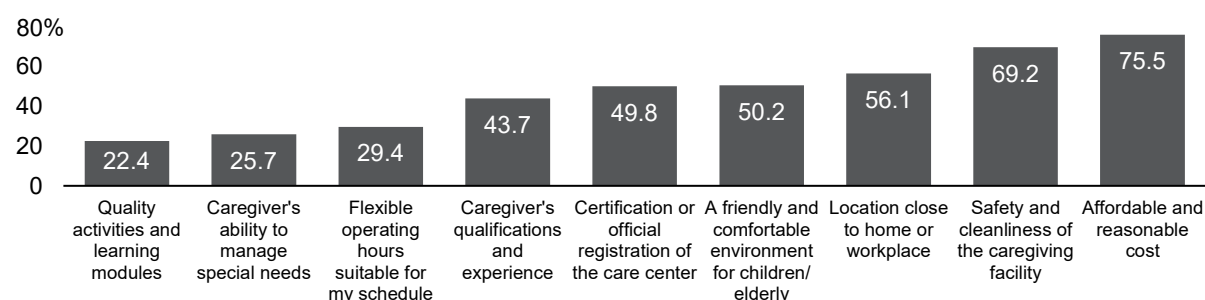 80%
60
40
20
0
22.4
25.7
29.4
43.7
49.8
50.2
56.1
69.2
75.5
Quality
activities and
learning
modules
Caregiver's
ability to
manage
special needs
Flexible
operating
hours
suitable for
my schedule
Caregiver's
qualifications
and
experience
Certification or
official
registration of
the care center
A friendly and
comfortable
environment
for children/
elderly
Location close
to home or
workplace
Safety and
cleanliness of
the caregiving
facility
Affordable and
reasonable
cost